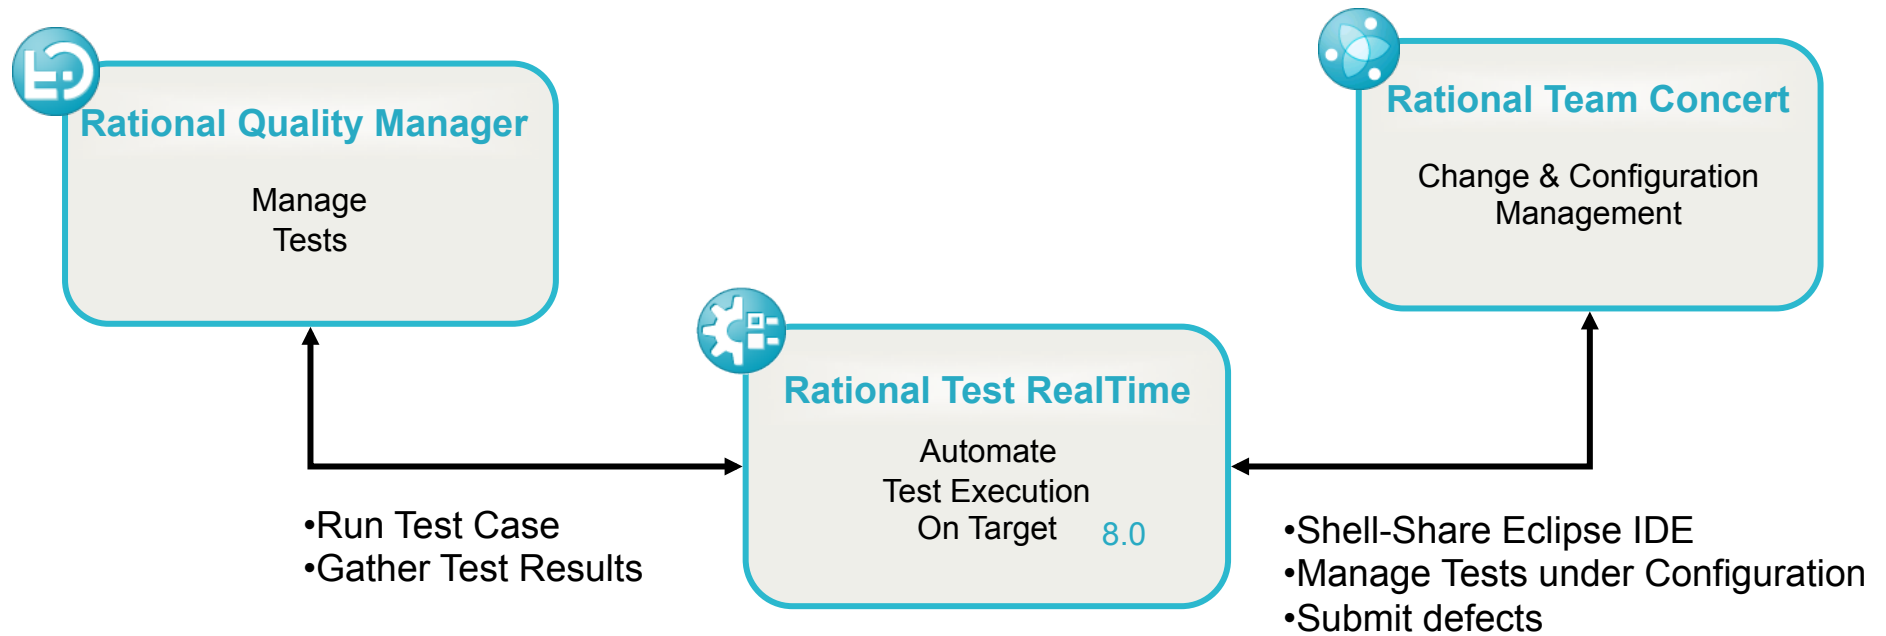 Rational Quality Manager
Manage
Tests
Rational Team Concert
Change & Configuration
Management
Rational Test RealTime
Automate
Test Execution
On Target
8.0
•Run Test Case
•Gather Test Results
•Shell-Share Eclipse IDE
•Manage Tests under Configuration
•Submit defects